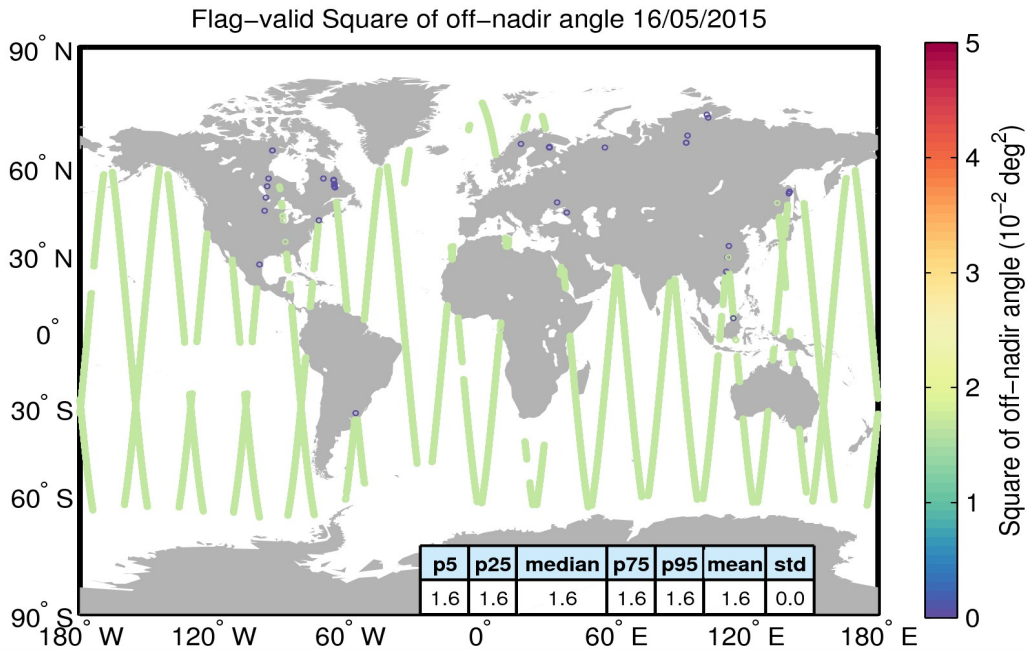 Flag−valid Square of off−nadir angle 16/05/2015
90° N
60° N
30° N
0°
30° S
60° S
90° S
180° W
120° W
60° W
0°
60° E
120° E
180° E
p5 p25 median p75 p95 mean std
1.6 1.6 1.6 1.6 1.6 1.6 0.0
5
4
3
2
1
0
Square of off−nadir angle (10⁻² deg²)